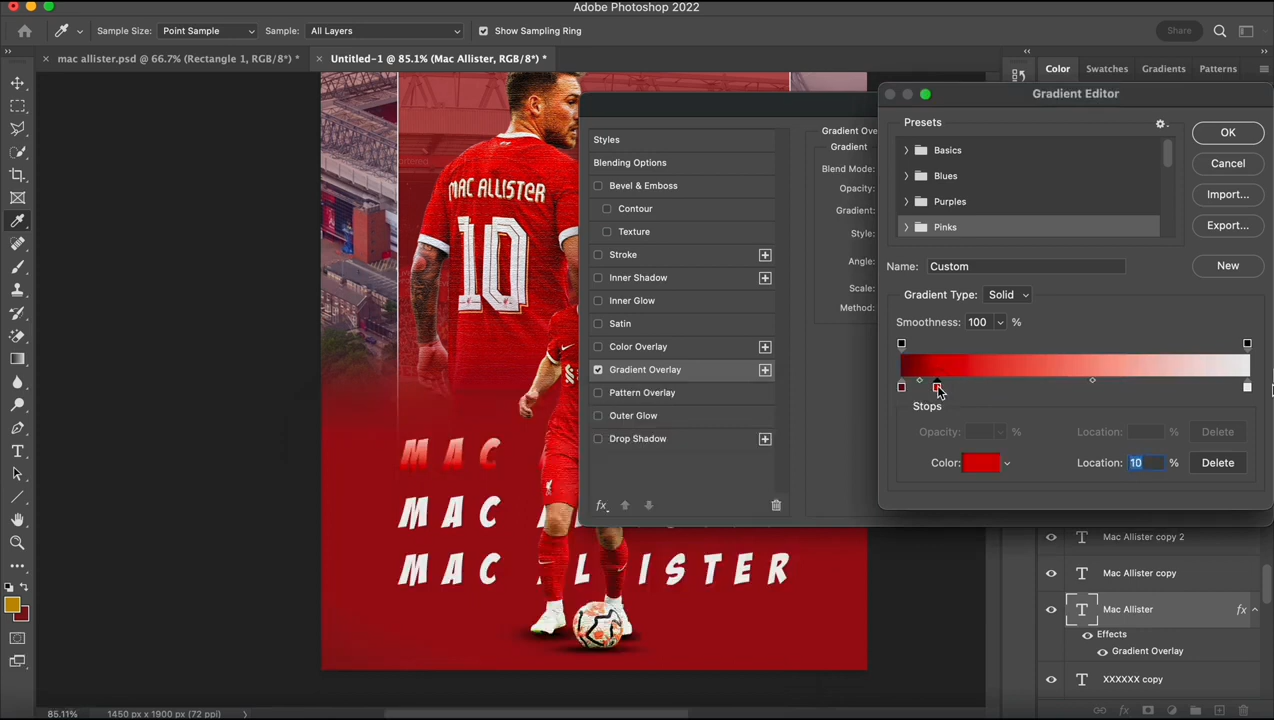 Adobe Photoshop 2022
Sample Size: Point Sample Sample: All Layers Show Sampling Ring Share
mac allister.psd @ 66.7% (Rectangle 1, RGB/8*) *
Untitled-1 @ 85.1% (Mac Allister, RGB/8*) *
Color Swatches Gradients Patterns
MAC ALLISTER
10
MAC
MAC
MAC ALLISTER
Styles
Blending Options
Bevel & Emboss
Contour
Texture
Stroke
Inner Shadow
Inner Glow
Satin
Color Overlay
Gradient Overlay
Pattern Overlay
Outer Glow
Drop Shadow
fx
Gradient Ove
Gradient
Blend Mode:
Opacity:
Gradient:
Style:
Angle:
Scale:
Method:
Gradient Editor
Presets
Basics
Blues
Purples
Pinks
OK
Cancel
Import...
Export...
New
Name: Custom
Gradient Type: Solid
Smoothness: 100 %
Stops
Opacity: % Location: % Delete
Color: Location: 10 % Delete
Mac Allister copy 2
Mac Allister copy
Mac Allister fx
Effects
Gradient Overlay
XXXXXX copy
fx
85.11% 1450 px x 1900 px (72 ppi)